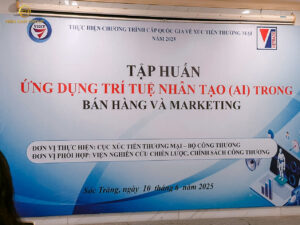 THỰC HIỆN CHƯƠNG TRÌNH CẤP QUỐC GIA VỀ XÚC TIẾN THƯƠNG MẠI
NĂM 2025
TẬP HUẤN
ỨNG DỤNG TRÍ TUỆ NHÂN TẠO (AI) TRONG
BÁN HÀNG VÀ MARKETING
ĐƠN VỊ THỰC HIỆN: CỤC XÚC TIẾN THƯƠNG MẠI – BỘ CÔNG THƯƠNG
ĐƠN VỊ PHỐI HỢP: VIỆN NGHIÊN CỨU CHIẾN LƯỢC, CHÍNH SÁCH CÔNG THƯƠNG
Sóc Trăng, ngày 10 tháng 6 năm 2025